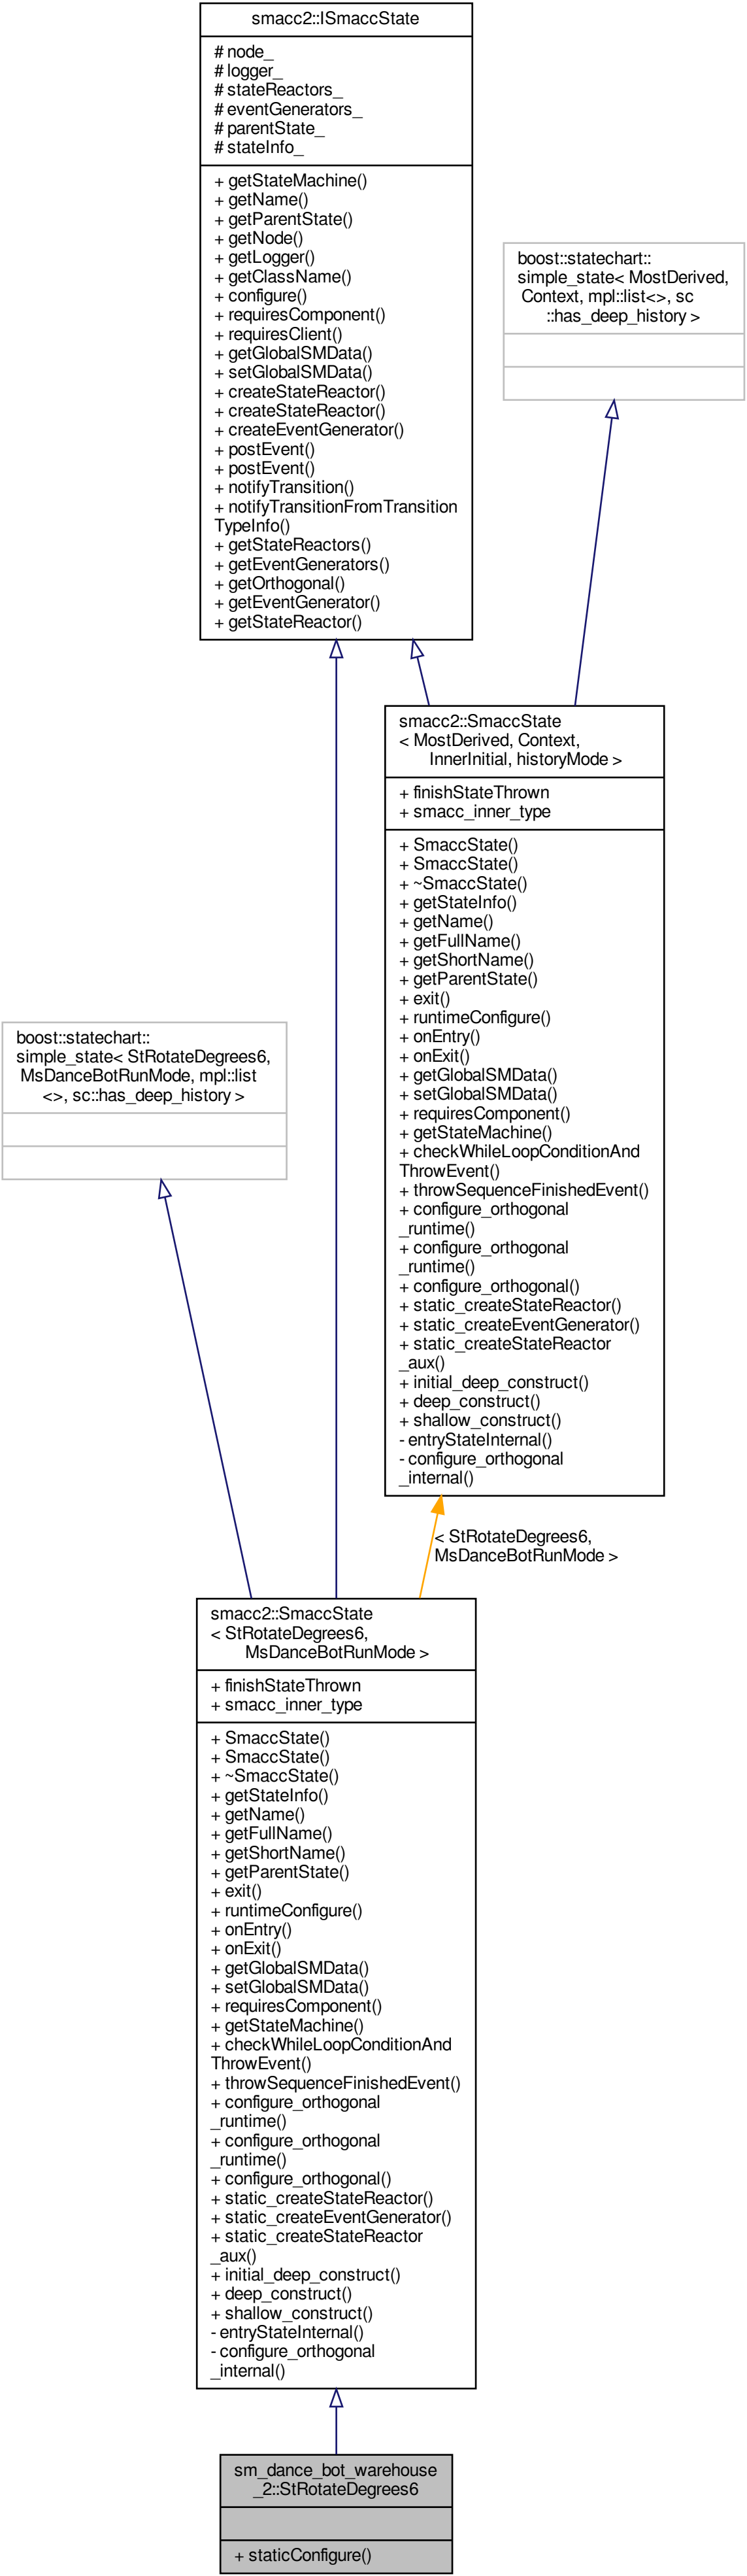 smacc2::ISmaccState
# node_
# logger_
# stateReactors_
# eventGenerators_
# parentState_
# stateInfo_
+ getStateMachine()
+ getName()
+ getParentState()
+ getNode()
+ getLogger()
+ getClassName()
+ configure()
+ requiresComponent()
+ requiresClient()
+ getGlobalSMData()
+ setGlobalSMData()
+ createStateReactor()
+ createStateReactor()
+ createEventGenerator()
+ postEvent()
+ postEvent()
+ notifyTransition()
+ notifyTransitionFromTransition
TypeInfo()
+ getStateReactors()
+ getEventGenerators()
+ getOrthogonal()
+ getEventGenerator()
+ getStateReactor()
boost::statechart::
simple_state< MostDerived,
Context, mpl::list<>, sc
::has_deep_history >
smacc2::SmaccState
< MostDerived, Context,
InnerInitial, historyMode >
+ finishStateThrown
+ smacc_inner_type
+ SmaccState()
+ SmaccState()
+ ~SmaccState()
+ getStateInfo()
+ getName()
+ getFullName()
+ getShortName()
+ getParentState()
+ exit()
+ runtimeConfigure()
+ onEntry()
+ onExit()
+ getGlobalSMData()
+ setGlobalSMData()
+ requiresComponent()
+ getStateMachine()
+ checkWhileLoopConditionAnd
ThrowEvent()
+ throwSequenceFinishedEvent()
+ configure_orthogonal
_runtime()
+ configure_orthogonal
_runtime()
+ configure_orthogonal()
+ static_createStateReactor()
+ static_createEventGenerator()
+ static_createStateReactor
_aux()
+ initial_deep_construct()
+ deep_construct()
+ shallow_construct()
- entryStateInternal()
- configure_orthogonal
_internal()
boost::statechart::
simple_state< StRotateDegrees6,
MsDanceBotRunMode, mpl::list
<>, sc::has_deep_history >
< StRotateDegrees6,
MsDanceBotRunMode >
smacc2::SmaccState
< StRotateDegrees6,
MsDanceBotRunMode >
+ finishStateThrown
+ smacc_inner_type
+ SmaccState()
+ SmaccState()
+ ~SmaccState()
+ getStateInfo()
+ getName()
+ getFullName()
+ getShortName()
+ getParentState()
+ exit()
+ runtimeConfigure()
+ onEntry()
+ onExit()
+ getGlobalSMData()
+ setGlobalSMData()
+ requiresComponent()
+ getStateMachine()
+ checkWhileLoopConditionAnd
ThrowEvent()
+ throwSequenceFinishedEvent()
+ configure_orthogonal
_runtime()
+ configure_orthogonal
_runtime()
+ configure_orthogonal()
+ static_createStateReactor()
+ static_createEventGenerator()
+ static_createStateReactor
_aux()
+ initial_deep_construct()
+ deep_construct()
+ shallow_construct()
- entryStateInternal()
- configure_orthogonal
_internal()
sm_dance_bot_warehouse
_2::StRotateDegrees6
+ staticConfigure()